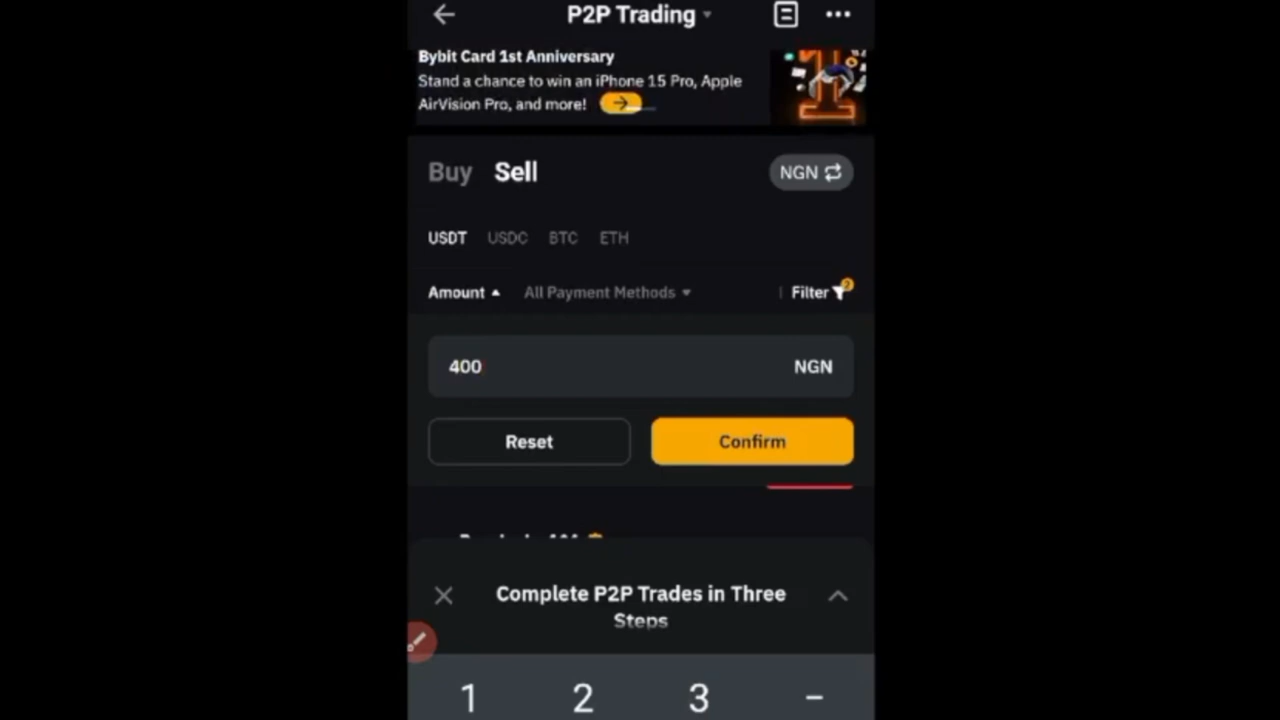 P2P Trading
Bybit Card 1st Anniversary
Stand a chance to win an iPhone 15 Pro, Apple
AirVision Pro, and more!
Buy Sell NGN
USDT USDC BTC ETH
Amount All Payment Methods Filter 2
400 NGN
Reset Confirm
Complete P2P Trades in Three
Steps
1 2 3 -